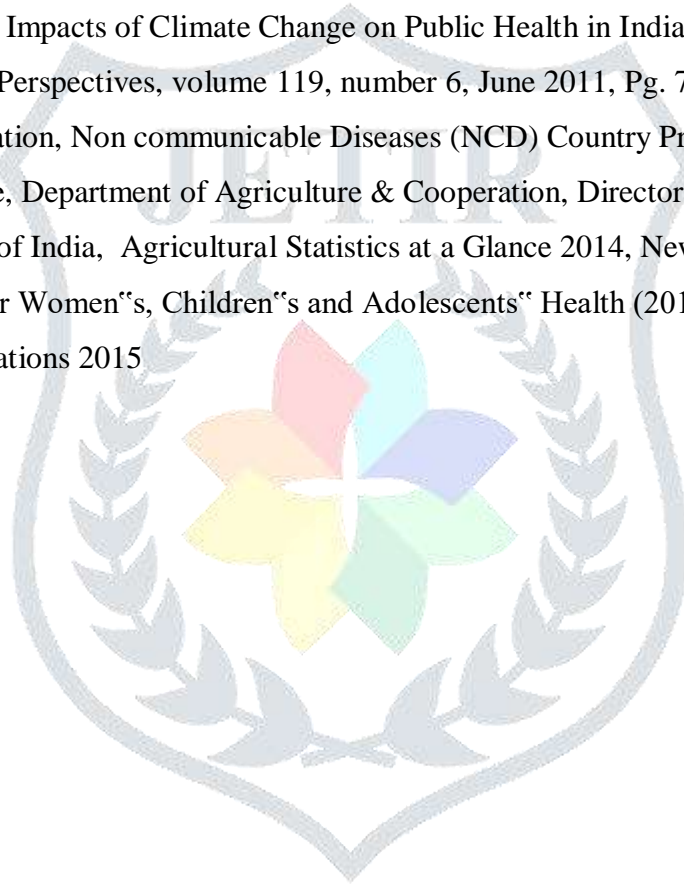 Impacts of Climate Change on Public Health in India
Perspectives, volume 119, number 6, June 2011, Pg. 7
ation, Non communicable Diseases (NCD) Country Pr
e, Department of Agriculture & Cooperation, Director
of India, Agricultural Statistics at a Glance 2014, New
r Women‟s, Children‟s and Adolescents‟ Health (201
ations 2015
JETIR